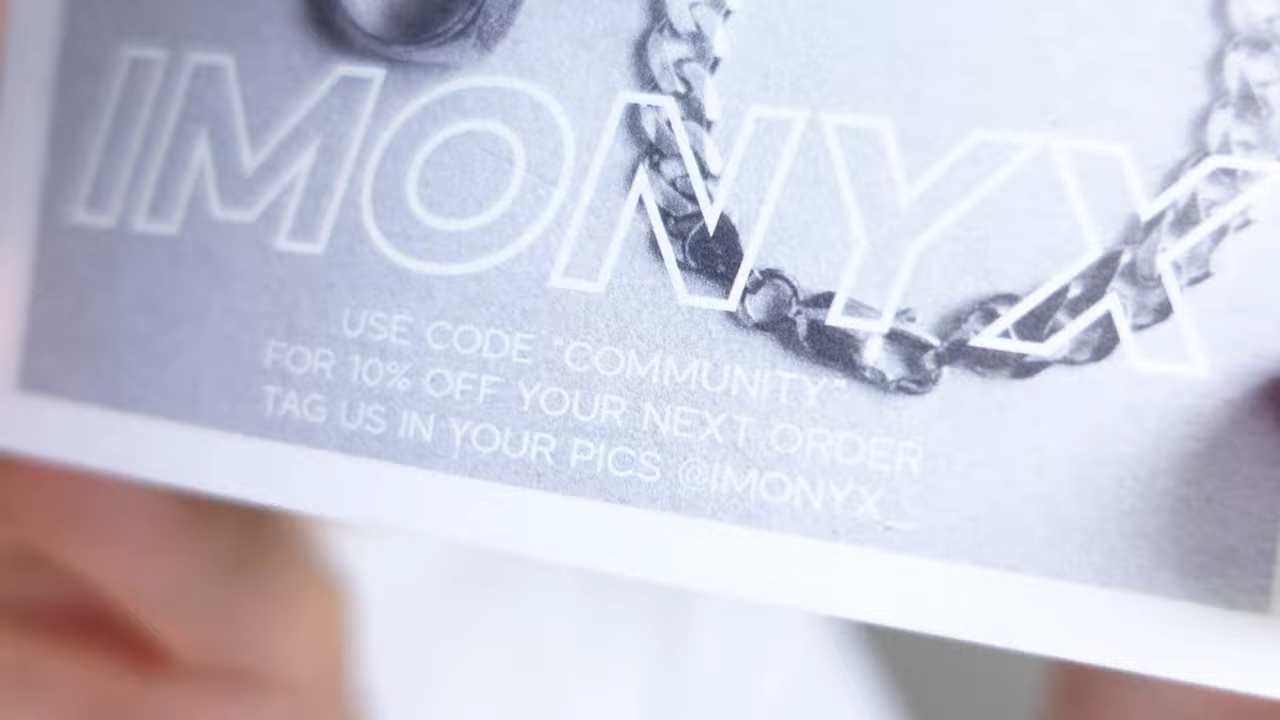 IMONYX
USE CODE "COMMUNITY"
FOR 10% OFF YOUR NEXT ORDER
TAG US IN YOUR PICS @IMONYX_